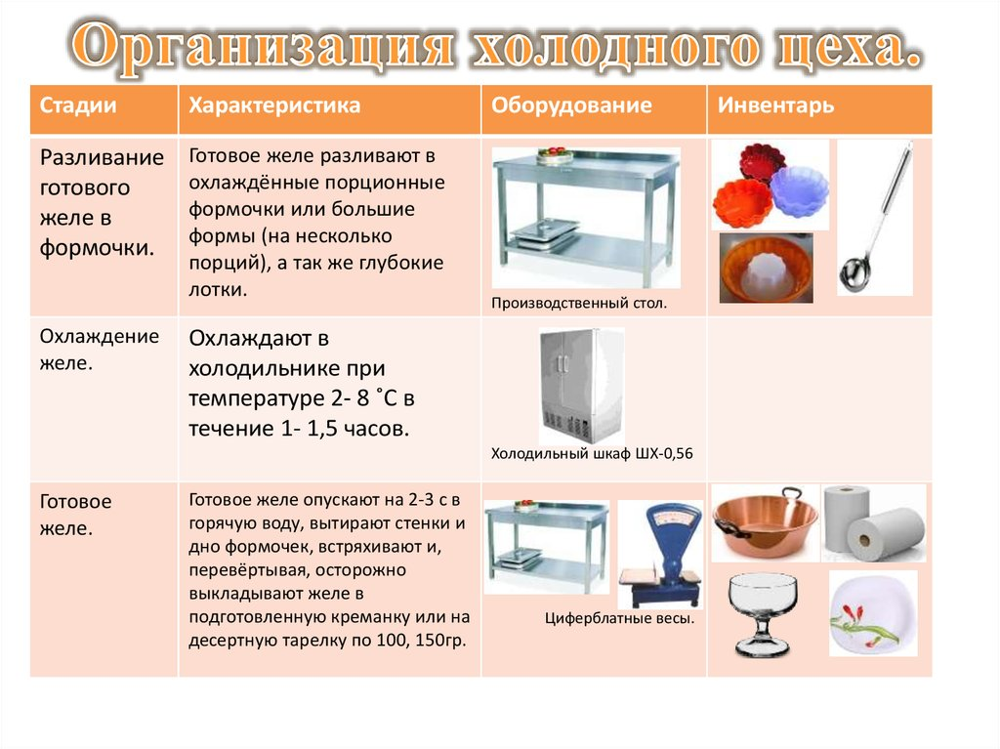 Организация холодного цеха.
Стадии
Характеристика
Оборудование
Инвентарь
Разливание
готового
желе в
формочки.
Готовое желе разливают в
охлаждённые порционные
формочки или большие
формы (на несколько
порций), а так же глубокие
лотки.
Производственный стол.
Охлаждение
желе.
Охлаждают в
холодильнике при
температуре 2- 8 ˚С в
течение 1- 1,5 часов.
Холодильный шкаф ШХ-0,56
Готовое
желе.
Готовое желе опускают на 2-3 с в
горячую воду, вытирают стенки и
дно формочек, встряхивают и,
перевёртывая, осторожно
выкладывают желе в
подготовленную креманку или на
десертную тарелку по 100, 150гр.
Циферблатные весы.